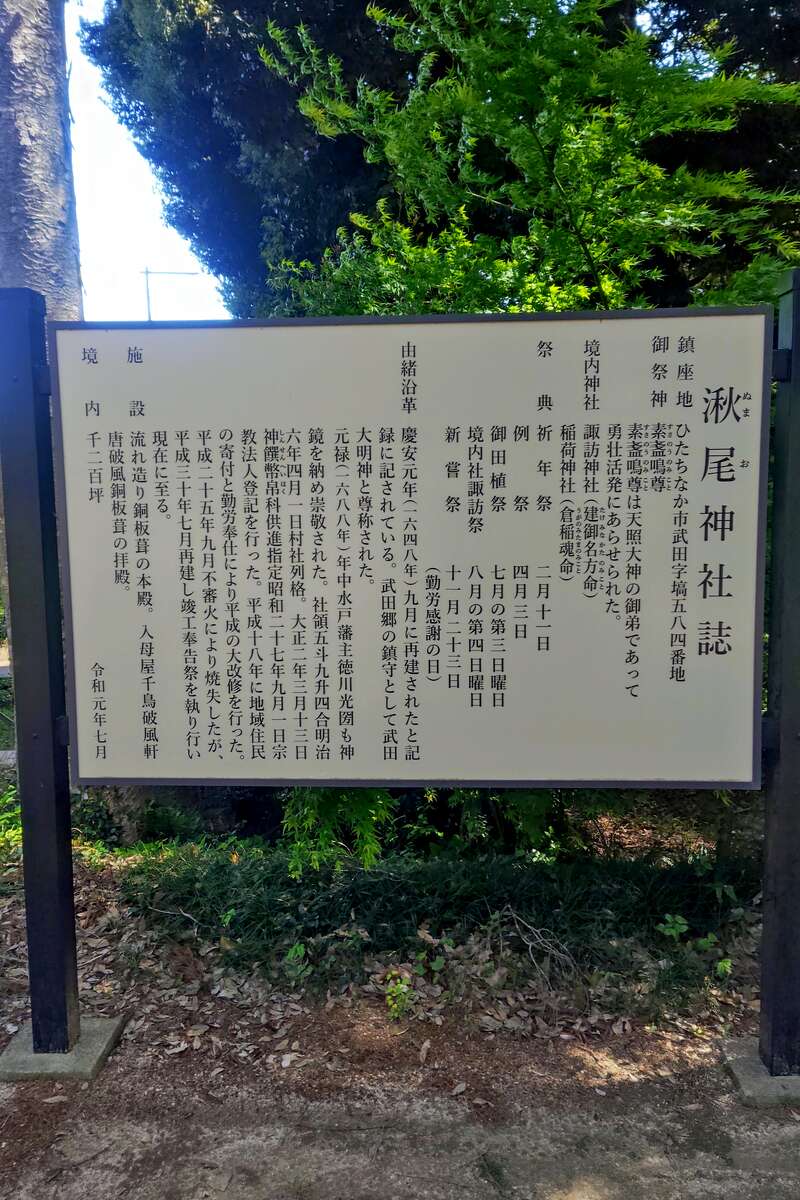 湫尾神社誌
鎮座地 ひたちなか市武田字塙五八四番地
御祭神 素盞嗚尊
素盞嗚尊は天照大神の御弟であって
勇壮活発にあらせられた。
境内神社 諏訪神社(建御名方命)
稲荷神社(倉稲魂命)
祭典 祈年祭 二月十一日
例祭 四月三日
御田植祭 七月の第三日曜日
境内社諏訪祭 八月の第四日曜日
新嘗祭 十一月二十三日
(勤労感謝の日)
由緒沿革 慶安元年(一六四八年)九月に再建されたと記
録に記されている。武田郷の鎮守として武田
大明神と尊称された。
元禄(一六八八年)年中水戸藩主徳川光圀も神
鏡を納め崇敬された。社領五斗九升四合明治
六年四月一日村社列格。大正二年三月十三日
神饌幣帛科供進指定昭和二十七年九月一日宗
教法人登記を行った。平成十八年に地域住民
の寄付と勤労奉仕により平成の大改修を行った。
平成二十五年九月不審火により焼失したが、
平成三十年七月再建し竣工奉告祭を執り行い
現在に至る。
施設 流れ造り銅板葺の本殿。入母屋千鳥破風軒
唐破風銅板葺の拝殿。
境内 千二百坪
令和元年七月